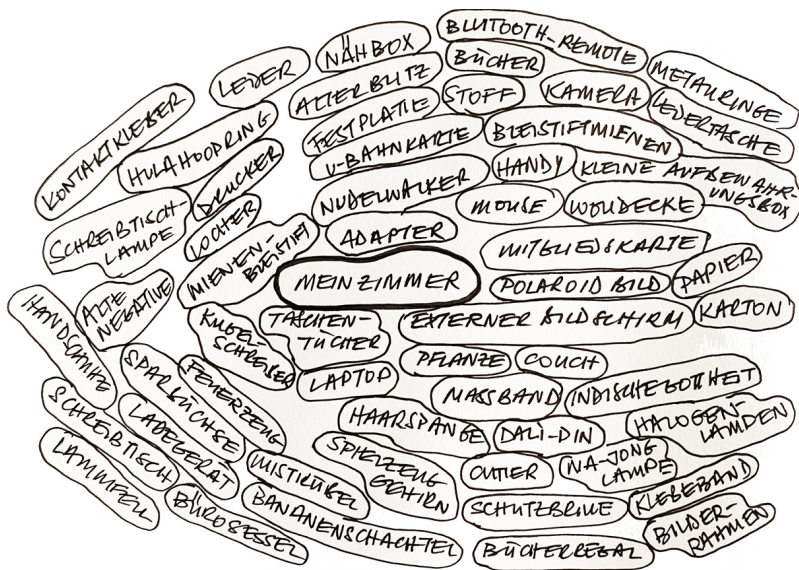 BLUTOOTH-REMOTE
NÄHBOX
BÜCHER
METALLRINGE
LEDER
ALTER BLITZ
STOFF
KAMERA
LEDERTASCHE
KONTAKTKLEBER
HULAHOOPRING
FESTPLATTE
U-BAHNKARTE
BLEISTIFTMIENEN
DRUCKER
NUDELWALKER
HANDY
KLEINE AUFBEWAHR-
UNGSBOX
SCHREIBTISCH-
LAMPE
LOCHER
MOUSE
WOLLDECKE
ADAPTER
MIENEN-
BLEISTIFT
MITGLIEDSKARTE
MEIN ZIMMER
POLAROID BILD
PAPIER
ALTE
NEGATIVE
HANDSCHUHE
KUGEL-
SCHREIBER
TASCHEN-
TÜCHER
EXTERNER BILDSCHIRM
KARTON
PFLANZE
COUCH
SPARBÜCHSE
FEUERZEUG
LAPTOP
MASSBAND
INDISCHE GOTTHEIT
SCHREIBTISCH
LADEGERÄT
HAARSPANGE
DALI-DIN
HALOGEN-
LAMPEN
LAMMFELL
MISTKÜBEL
SPIELZEUG
GEHIRN
CUTTER
NA-JONG
LAMPE
KLEBEBAND
BÜROSESSEL
BANANENSCHACHTEL
SCHUTZBRILLE
BILDER-
RAHMEN
BÜCHERREGAL